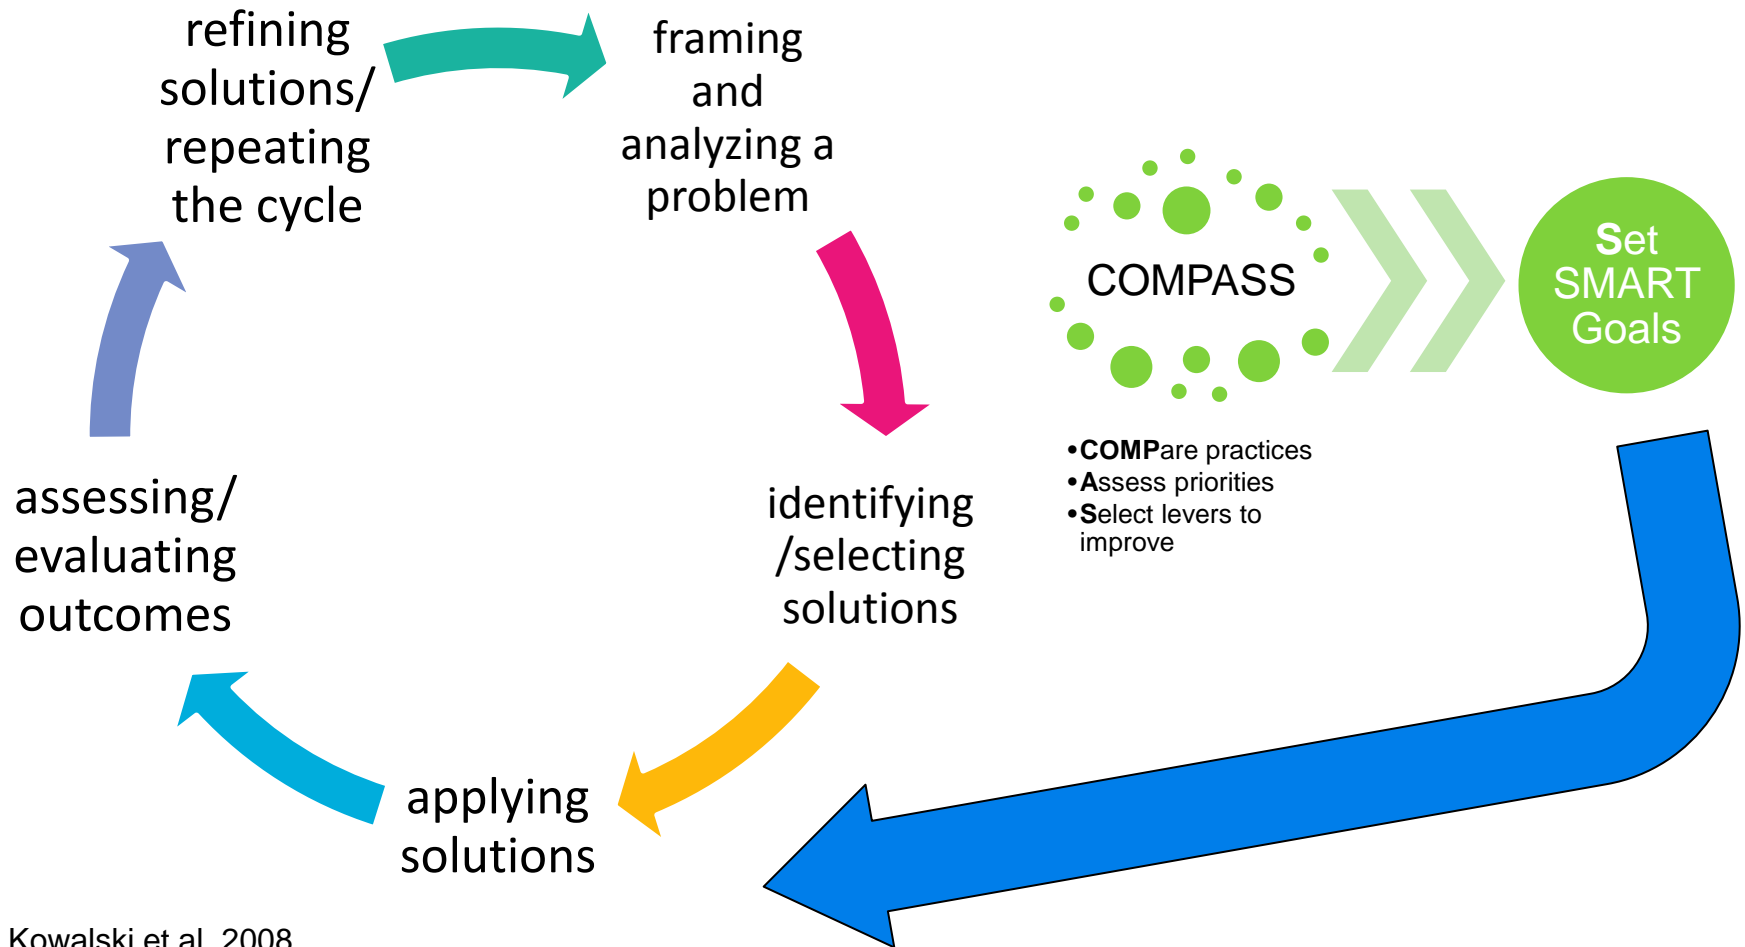 refining
solutions/
repeating
the cycle
framing
and
analyzing a
problem
identifying
/selecting
solutions
applying
solutions
assessing/
evaluating
outcomes
COMPASS
•COMPare practices
•Assess priorities
•Select levers to
improve
Set
SMART
Goals
Kowalski et al. 2008